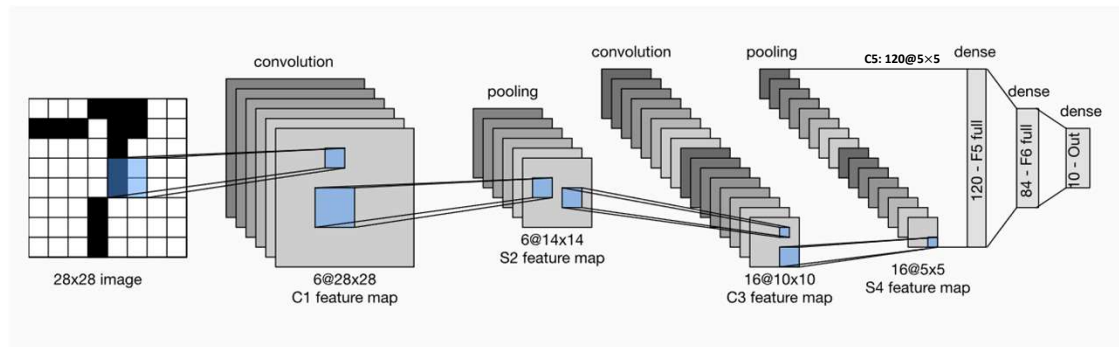 convolution
pooling
convolution
pooling
C5: 120@5×5
dense
dense
dense
120 - F5 full
84 - F6 full
10 - Out
28x28 image
6@28x28
C1 feature map
6@14x14
S2 feature map
16@10x10
C3 feature map
16@5x5
S4 feature map